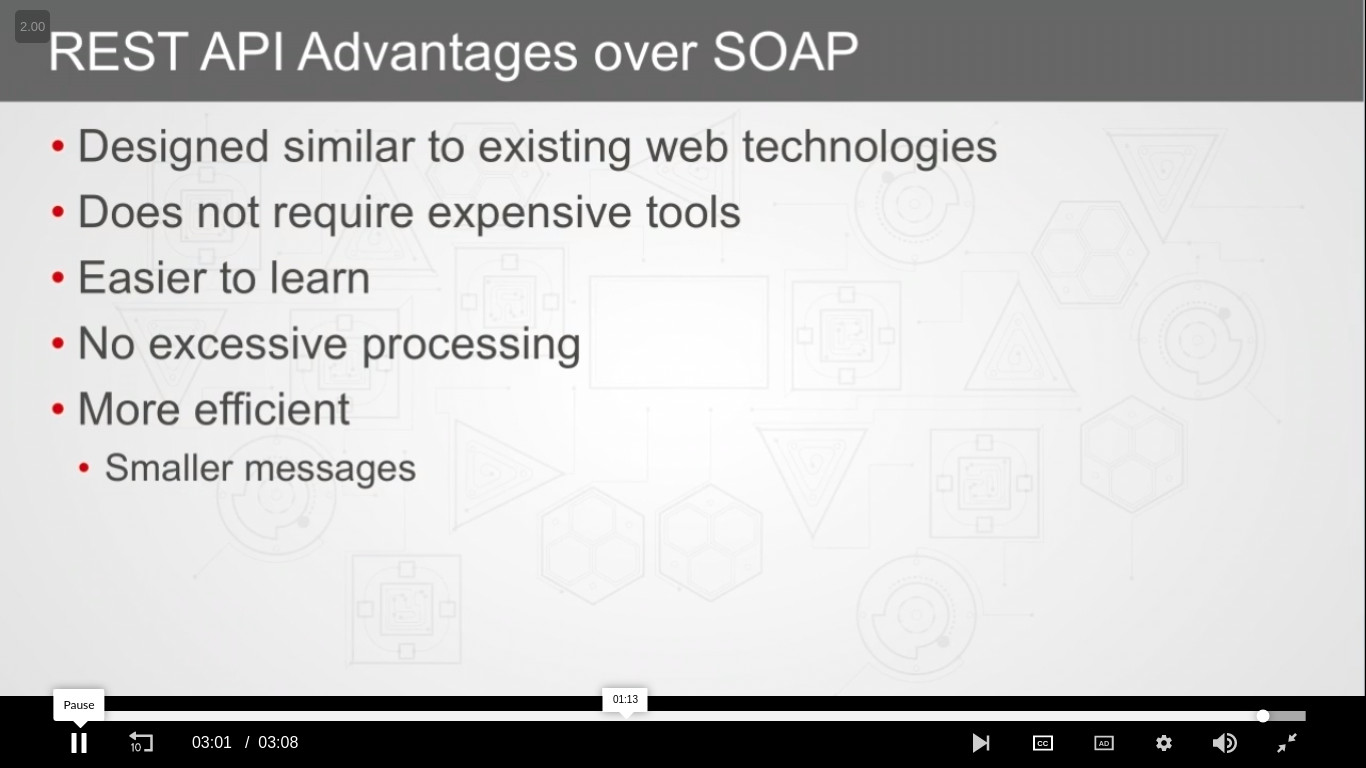 2.00
REST API Advantages over SOAP
• Designed similar to existing web technologies
• Does not require expensive tools
• Easier to learn
• No excessive processing
• More efficient
• Smaller messages
Pause
01:13
10
03:01 / 03:08
CC
AD